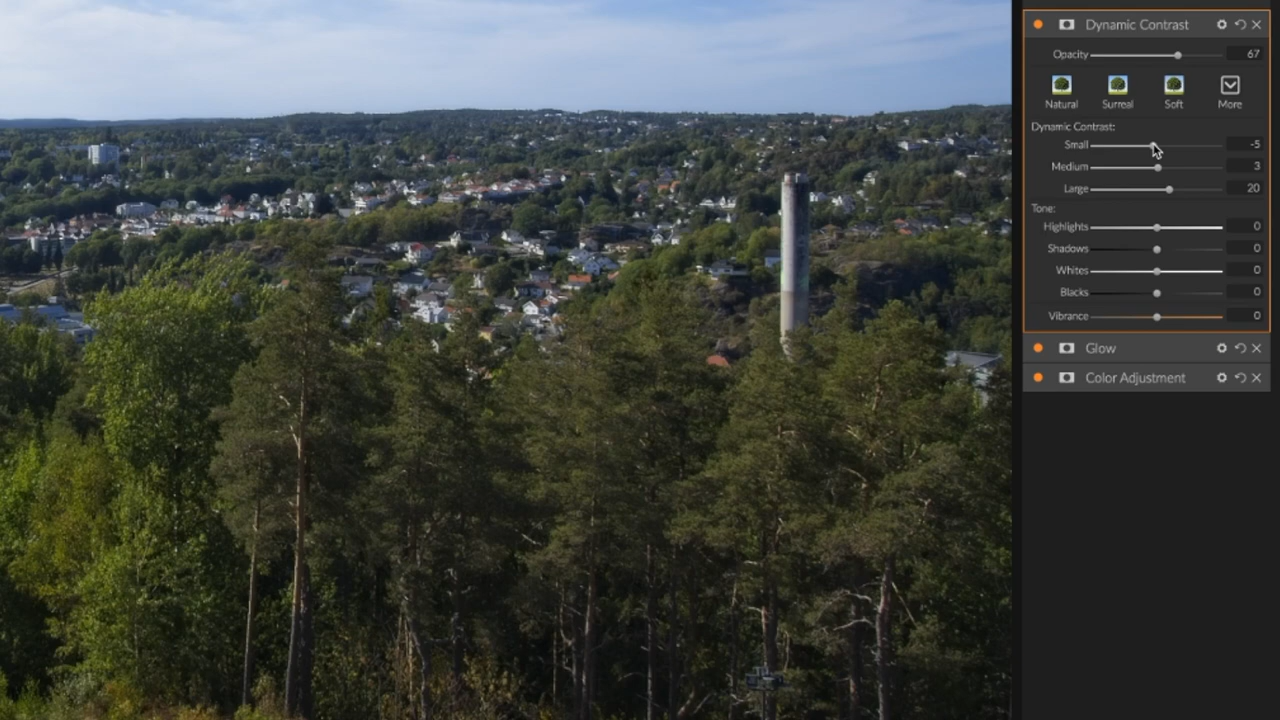 Dynamic Contrast
Opacity 67
Natural Surreal Soft More
Dynamic Contrast:
Small -5
Medium 3
Large 20
Tone:
Highlights 0
Shadows 0
Whites 0
Blacks 0
Vibrance 0
Glow
Color Adjustment